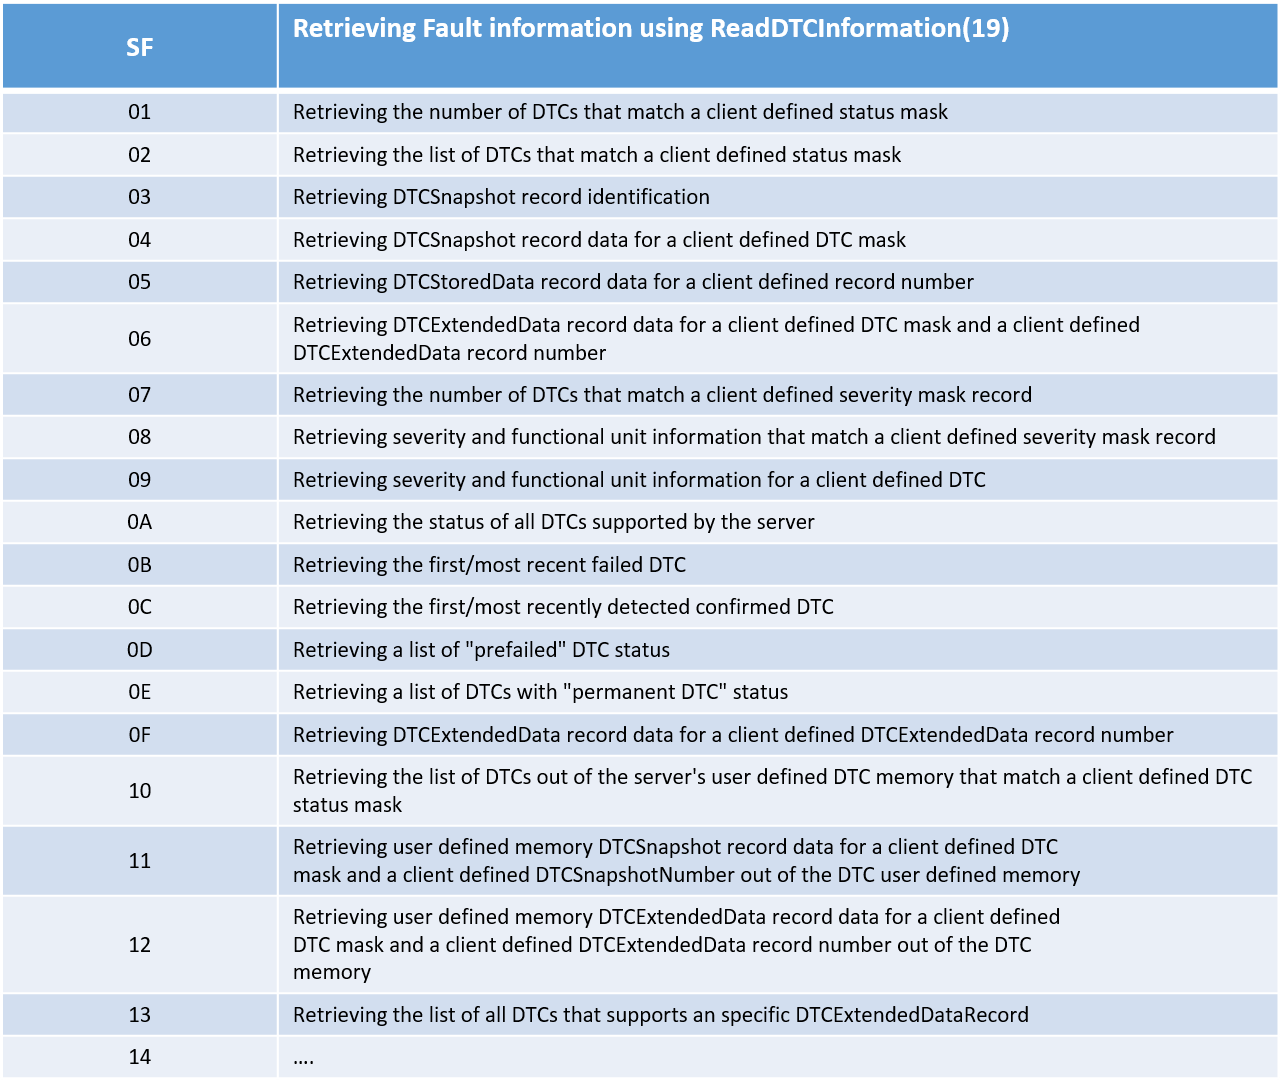 SF
Retrieving Fault information using ReadDTCInformation(19)
01
Retrieving the number of DTCs that match a client defined status mask
02
Retrieving the list of DTCs that match a client defined status mask
03
Retrieving DTCSnapshot record identification
04
Retrieving DTCSnapshot record data for a client defined DTC mask
05
Retrieving DTCStoredData record data for a client defined record number
06
Retrieving DTCExtendedData record data for a client defined DTC mask and a client defined
DTCExtendedData record number
07
Retrieving the number of DTCs that match a client defined severity mask record
08
Retrieving severity and functional unit information that match a client defined severity mask record
09
Retrieving severity and functional unit information for a client defined DTC
0A
Retrieving the status of all DTCs supported by the server
0B
Retrieving the first/most recent failed DTC
0C
Retrieving the first/most recently detected confirmed DTC
0D
Retrieving a list of "prefailed" DTC status
0E
Retrieving a list of DTCs with "permanent DTC" status
0F
Retrieving DTCExtendedData record data for a client defined DTCExtendedData record number
10
Retrieving the list of DTCs out of the server's user defined DTC memory that match a client defined DTC
status mask
11
Retrieving user defined memory DTCSnapshot record data for a client defined DTC
mask and a client defined DTCSnapshotNumber out of the DTC user defined memory
12
Retrieving user defined memory DTCExtendedData record data for a client defined
DTC mask and a client defined DTCExtendedData record number out of the DTC
memory
13
Retrieving the list of all DTCs that supports an specific DTCExtendedDataRecord
14
....